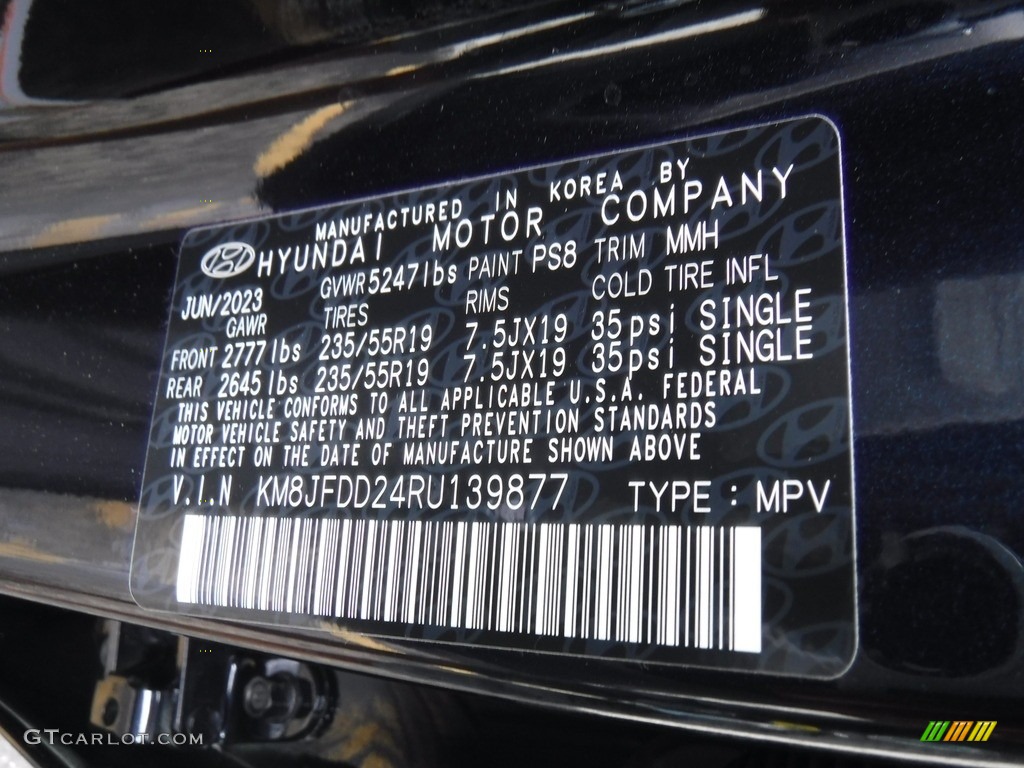 MANUFACTURED IN KOREA BY
HYUNDAI MOTOR COMPANY
JUN/2023 GVWR 5247lbs PAINT PS8 TRIM MMH
GAWR TIRES RIMS COLD TIRE INFL
FRONT 2777lbs 235/55R19 7.5JX19 35psi SINGLE
REAR 2645lbs 235/55R19 7.5JX19 35psi SINGLE
THIS VEHICLE CONFORMS TO ALL APPLICABLE U.S.A. FEDERAL
MOTOR VEHICLE SAFETY AND THEFT PREVENTION STANDARDS
IN EFFECT ON THE DATE OF MANUFACTURE SHOWN ABOVE
V.I.N KM8JFDD24RU139877 TYPE : MPV
GTCARLOT.COM